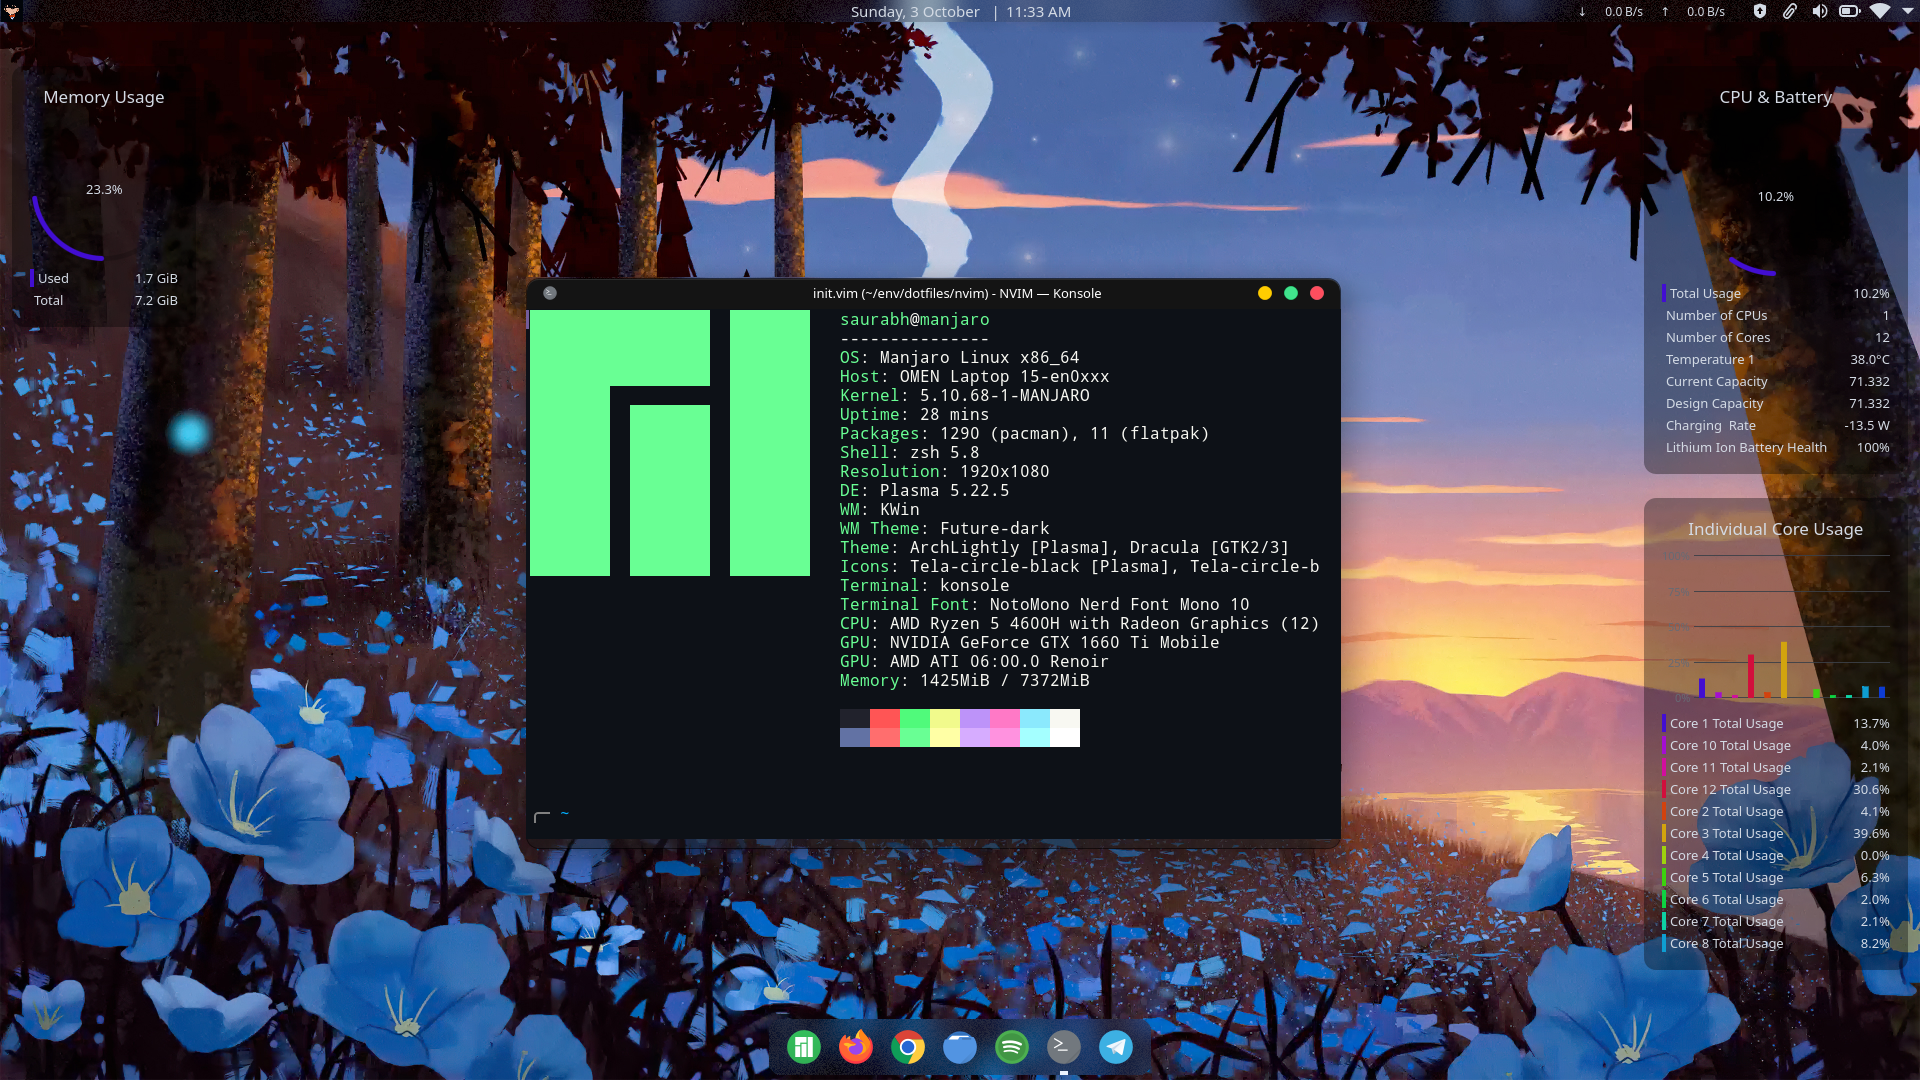 Sunday, 3 October | 11:33 AM
↓ 0.0 B/s ↑ 0.0 B/s
Memory Usage
23.3%
Used 1.7 GiB
Total 7.2 GiB
init.vim (~/env/dotfiles/nvim) - NVIM — Konsole
saurabh@manjaro
---------------
OS: Manjaro Linux x86_64
Host: OMEN Laptop 15-en0xxx
Kernel: 5.10.68-1-MANJARO
Uptime: 28 mins
Packages: 1290 (pacman), 11 (flatpak)
Shell: zsh 5.8
Resolution: 1920x1080
DE: Plasma 5.22.5
WM: KWin
WM Theme: Future-dark
Theme: ArchLightly [Plasma], Dracula [GTK2/3]
Icons: Tela-circle-black [Plasma], Tela-circle-b
Terminal: konsole
Terminal Font: NotoMono Nerd Font Mono 10
CPU: AMD Ryzen 5 4600H with Radeon Graphics (12)
GPU: NVIDIA GeForce GTX 1660 Ti Mobile
GPU: AMD ATI 06:00.0 Renoir
Memory: 1425MiB / 7372MiB
~
CPU & Battery
10.2%
Total Usage 10.2%
Number of CPUs 1
Number of Cores 12
Temperature 1 38.0°C
Current Capacity 71.332
Design Capacity 71.332
Charging Rate -13.5 W
Lithium Ion Battery Health 100%
Individual Core Usage
100%
75%
50%
25%
0%
Core 1 Total Usage 13.7%
Core 10 Total Usage 4.0%
Core 11 Total Usage 2.1%
Core 12 Total Usage 30.6%
Core 2 Total Usage 4.1%
Core 3 Total Usage 39.6%
Core 4 Total Usage 0.0%
Core 5 Total Usage 6.3%
Core 6 Total Usage 2.0%
Core 7 Total Usage 2.1%
Core 8 Total Usage 8.2%